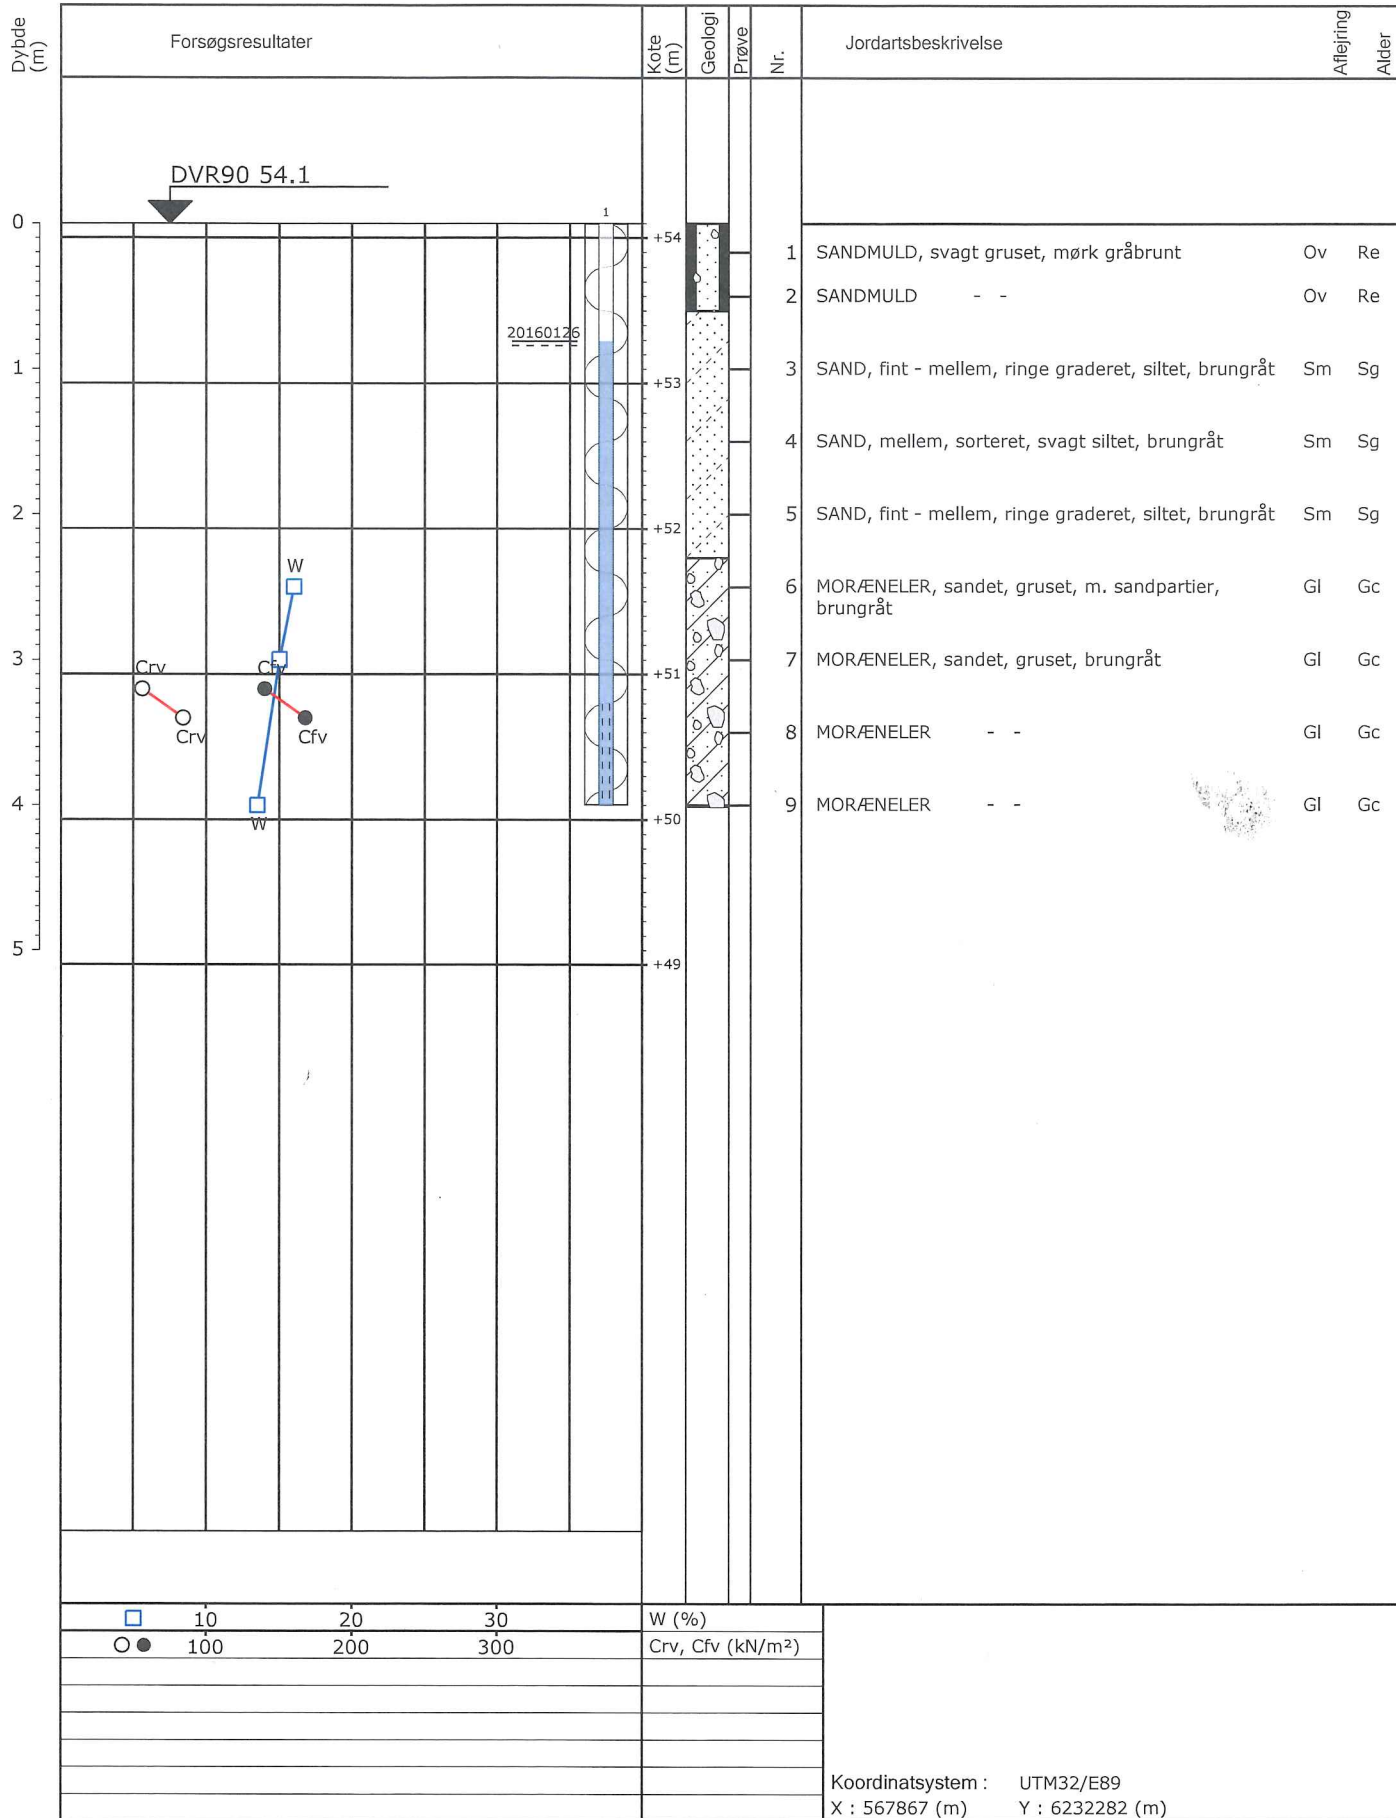 Dybde (m)
Forsøgsresultater
Kote (m)
Geologi
Prøve
Nr.
Jordartsbeskrivelse
Aflejring
Alder
DVR90 54.1
0
1
+54
1 SANDMULD, svagt gruset, mørk gråbrunt Ov Re
2 SANDMULD - - Ov Re
20160126
1
+53
3 SAND, fint - mellem, ringe graderet, siltet, brungråt Sm Sg
4 SAND, mellem, sorteret, svagt siltet, brungråt Sm Sg
2
+52
5 SAND, fint - mellem, ringe graderet, siltet, brungråt Sm Sg
W
6 MORÆNELER, sandet, gruset, m. sandpartier, Gl Gc
brungråt
3
Crv Cfv
+51
7 MORÆNELER, sandet, gruset, brungråt Gl Gc
Crv Cfv
8 MORÆNELER - - Gl Gc
4
W
+50
9 MORÆNELER - - Gl Gc
5
+49
10 20 30 W (%)
100 200 300 Crv, Cfv (kN/m²)
Koordinatsystem : UTM32/E89
X : 567867 (m) Y : 6232282 (m)